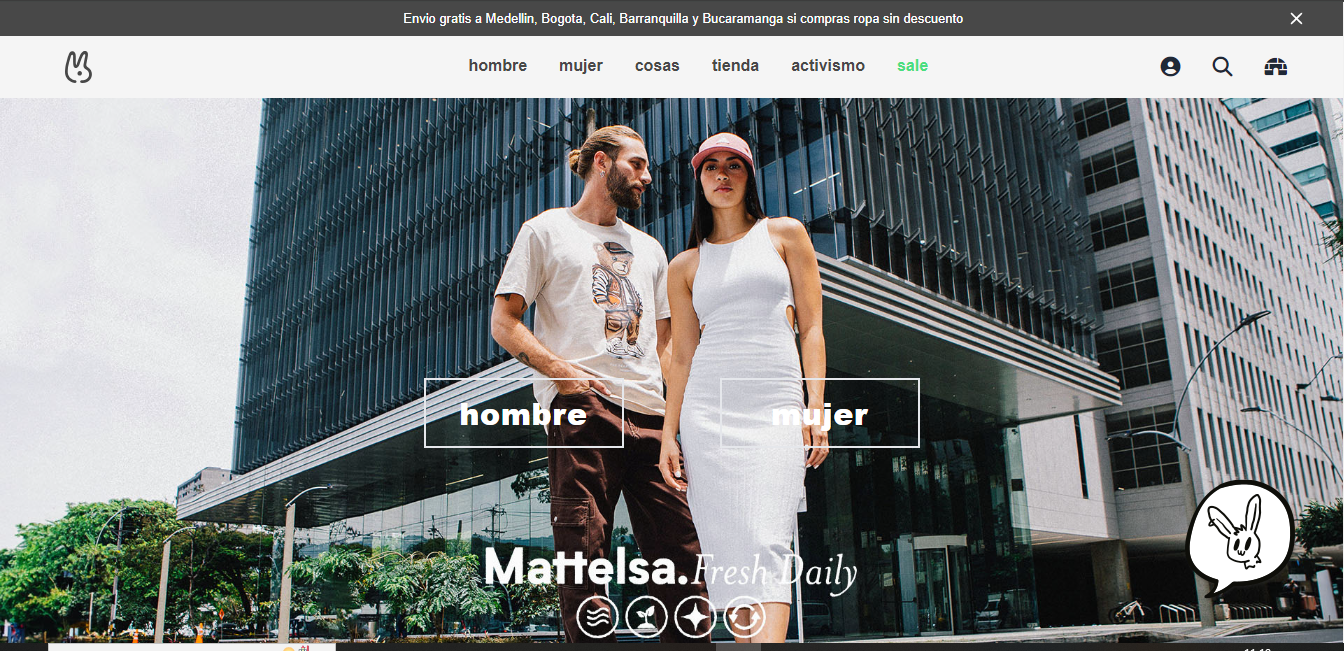 Envio gratis a Medellin, Bogota, Cali, Barranquilla y Bucaramanga si compras ropa sin descuento
hombre mujer cosas tienda activismo sale
hombre mujer
Mattelsa. Fresh Daily